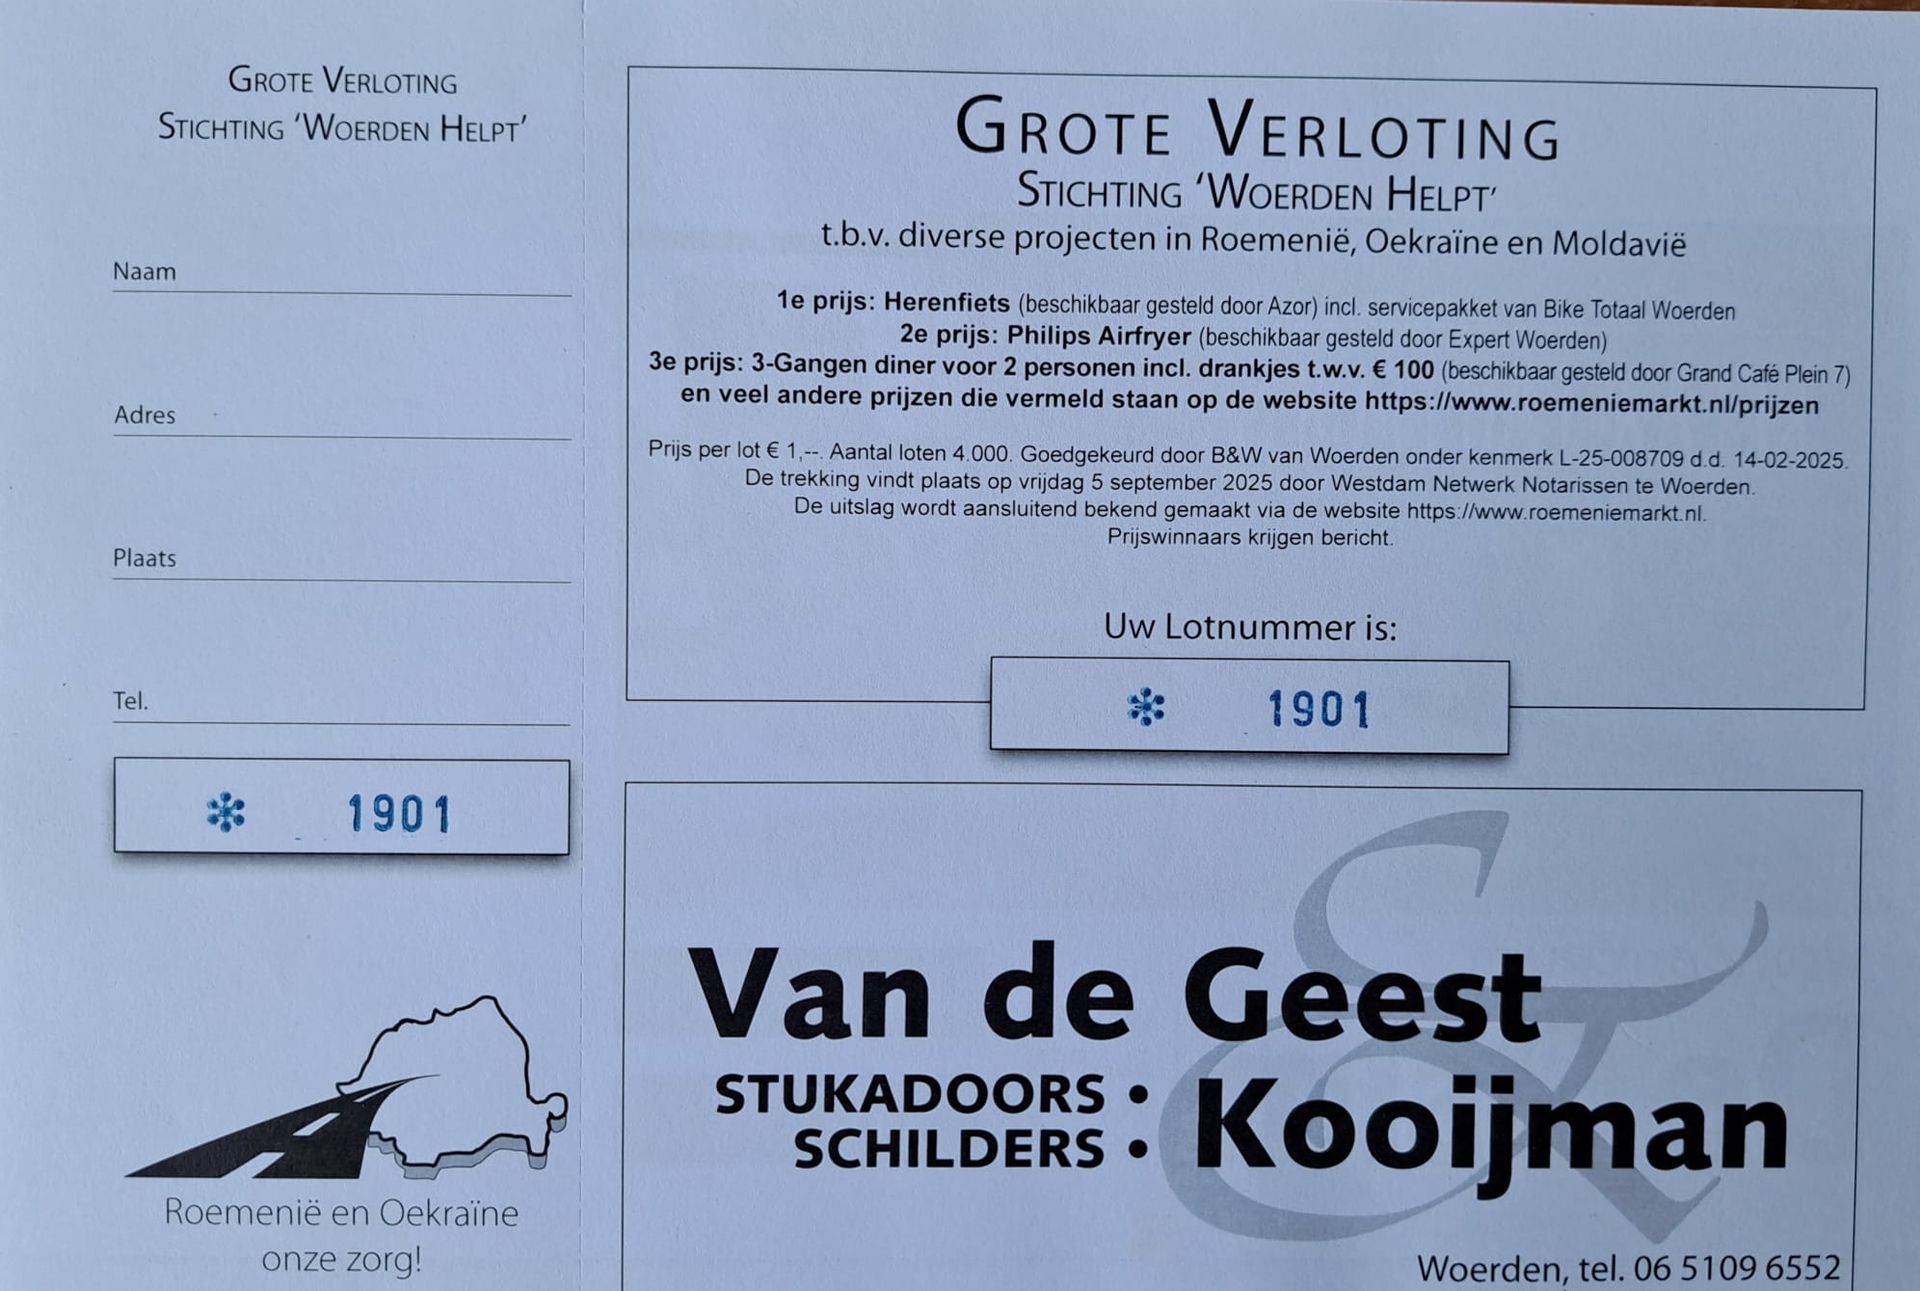 GROTE VERLOTING
STICHTING ‘WOERDEN HELPT’
Naam
Adres
Plaats
Tel.
* 1901
Roemenië en Oekraïne
onze zorg!
GROTE VERLOTING
STICHTING ‘WOERDEN HELPT’
t.b.v. diverse projecten in Roemenië, Oekraïne en Moldavië
1e prijs: Herenfiets (beschikbaar gesteld door Azor) incl. servicepakket van Bike Totaal Woerden
2e prijs: Philips Airfryer (beschikbaar gesteld door Expert Woerden)
3e prijs: 3-Gangen diner voor 2 personen incl. drankjes t.w.v. € 100 (beschikbaar gesteld door Grand Café Plein 7)
en veel andere prijzen die vermeld staan op de website https://www.roemeniemarkt.nl/prijzen
Prijs per lot € 1,--. Aantal loten 4.000. Goedgekeurd door B&W van Woerden onder kenmerk L-25-008709 d.d. 14-02-2025.
De trekking vindt plaats op vrijdag 5 september 2025 door Westdam Netwerk Notarissen te Woerden.
De uitslag wordt aansluitend bekend gemaakt via de website https://www.roemeniemarkt.nl.
Prijswinnaars krijgen bericht.
Uw Lotnummer is:
* 1901
&
Van de Geest
STUKADOORS •
SCHILDERS •
Kooijman
Woerden, tel. 06 5109 6552